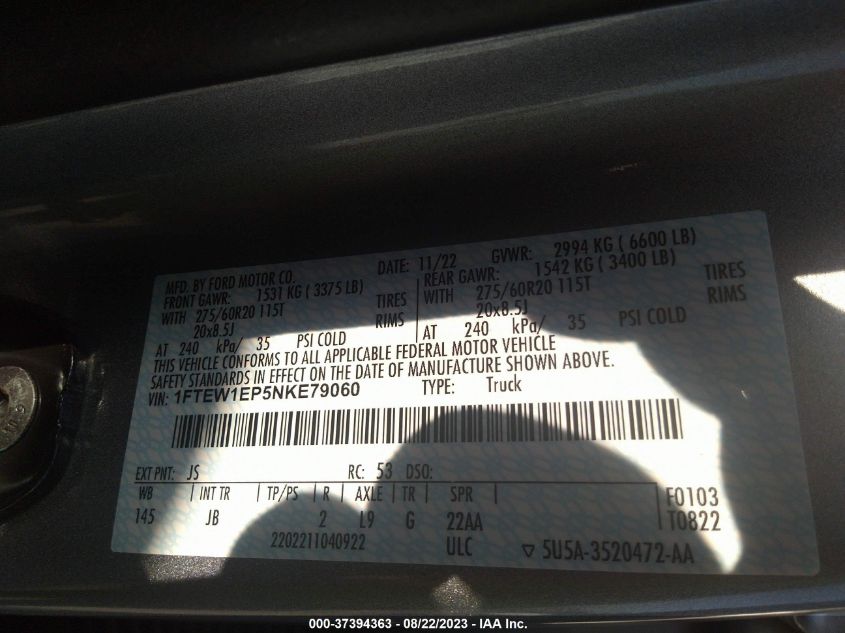 MFD. BY FORD MOTOR CO. DATE: 11/22 GVWR: 2994 KG ( 6600 LB)
FRONT GAWR: 1531 KG ( 3375 LB) REAR GAWR: 1542 KG ( 3400 LB)
WITH 275/60R20 115T TIRES WITH 275/60R20 115T TIRES
20x8.5J RIMS 20x8.5J RIMS
AT 240 kPa/ 35 PSI COLD AT 240 kPa/ 35 PSI COLD
THIS VEHICLE CONFORMS TO ALL APPLICABLE FEDERAL MOTOR VEHICLE
SAFETY STANDARDS IN EFFECT ON THE DATE OF MANUFACTURE SHOWN ABOVE.
VIN: 1FTEW1EP5NKE79060 TYPE: Truck
EXT PNT: JS RC: 53 DSO:
WB INT TR TP/PS R AXLE TR SPR F0103
145 JB 2 L9 G 22AA T0822
2202211040922 ULC ▽ 5U5A-3520472-AA
000-37394363 - 08/22/2023 - IAA Inc.